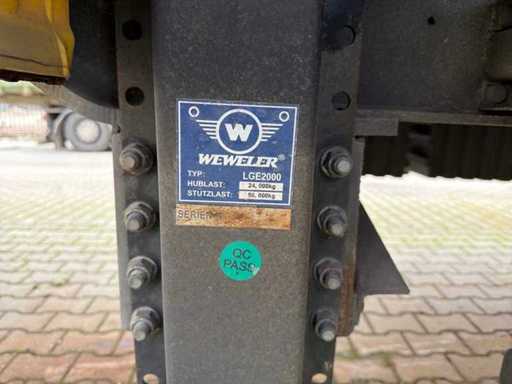 W
WEWELER®
TYP: LGE2000
HUBLAST: 24,000kg
STÜTZLAST: 50,000kg
SERIEN
QC
PASS